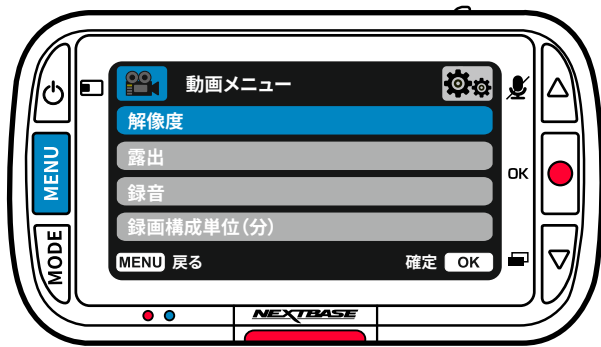 動画メニュー
解像度
露出
録音
録画構成単位(分)
MENU 戻る 確定 OK
MENU
MODE
OK
NEXTBASE